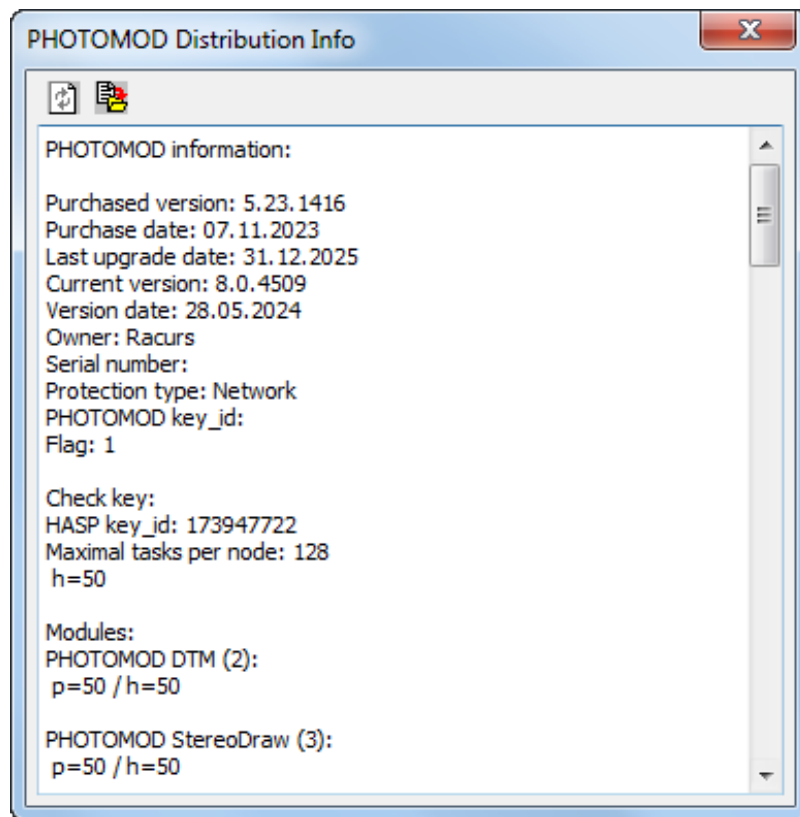 PHOTOMOD Distribution Info
PHOTOMOD information:
Purchased version: 5.23.1416
Purchase date: 07.11.2023
Last upgrade date: 31.12.2025
Current version: 8.0.4509
Version date: 28.05.2024
Owner: Racurs
Serial number:
Protection type: Network
PHOTOMOD key_id:
Flag: 1
Check key:
HASP key_id: 173947722
Maximal tasks per node: 128
h=50
Modules:
PHOTOMOD DTM (2):
p=50 / h=50
PHOTOMOD StereoDraw (3):
p=50 / h=50